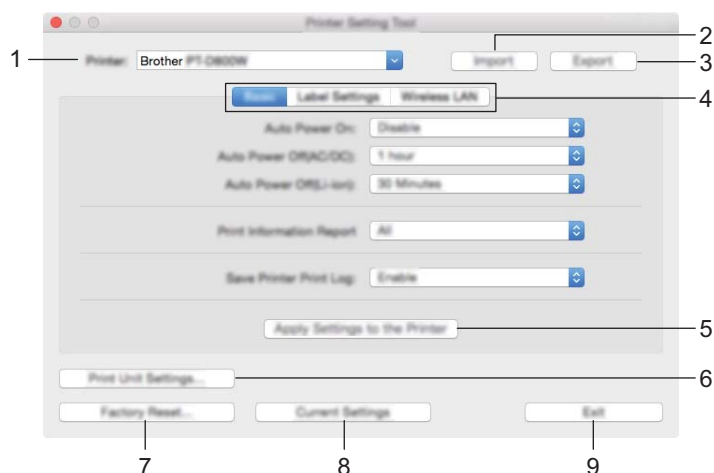 Printer Setting Tool
2
1
Printer: Brother PT-D800W
Import
Export
3
Label Settings
Wireless LAN
4
Auto Power On: Disable
Auto Power Off(AC/DC): 1 hour
Auto Power Off(Li-ion): 30 Minutes
Print Information Report All
Save Printer Print Log: Enable
Apply Settings to the Printer
5
Print Unit Settings...
6
Factory Reset...
Current Settings
Exit
7
8
9